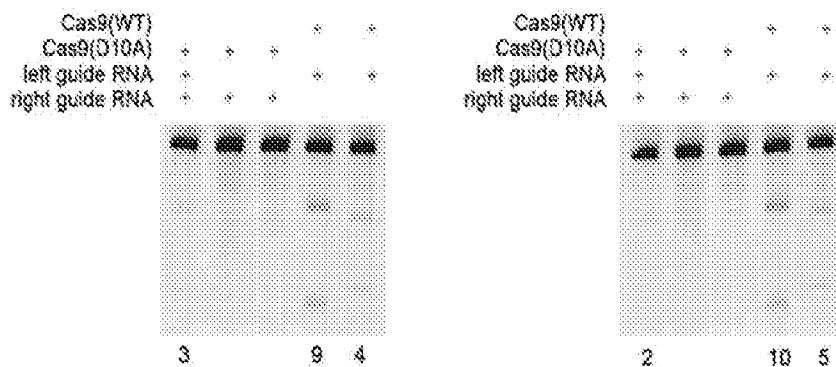 Cas9(WT) + +
Cas9(D10A) + + +
left guide RNA + + +
right guide RNA + + +
3 9 4
Cas9(WT) + +
Cas9(D10A) + + +
left guide RNA + + +
right guide RNA + + +
2 10 5